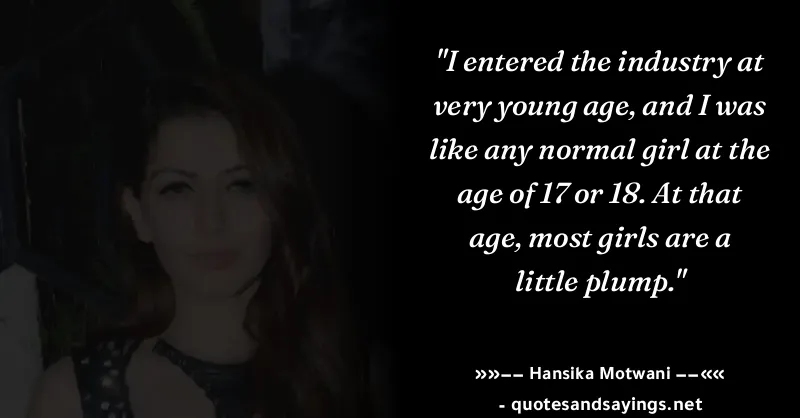 "I entered the industry at
very young age, and I was
like any normal girl at the
age of 17 or 18. At that
age, most girls are a
little plump."
»»–– Hansika Motwani ––««
- quotesandsayings.net